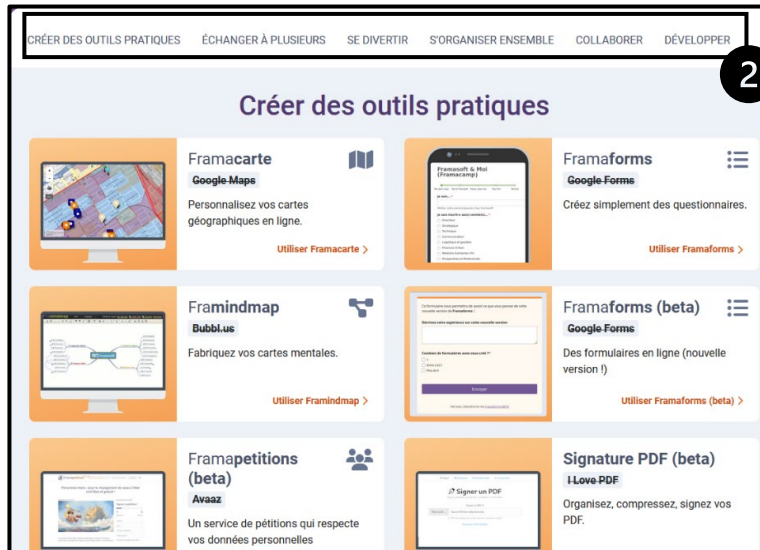 CRÉER DES OUTILS PRATIQUES ÉCHANGER À PLUSIEURS SE DIVERTIR S'ORGANISER ENSEMBLE COLLABORER DÉVELOPPER
2
Créer des outils pratiques
Framacarte
Google Maps
Personnalisez vos cartes
géographiques en ligne.
Utiliser Framacarte >
Framasoft & Moi
(Framacamp)
Framaforms
Google Forms
Créez simplement des questionnaires.
Utiliser Framaforms >
Framindmap
Bubbl.us
Fabriquez vos cartes mentales.
Utiliser Framindmap >
Envoyer
Framaforms (beta)
Google Forms
Des formulaires en ligne (nouvelle
version !)
Utiliser Framaforms (beta) >
Framapetitions
(beta)
Avaaz
Un service de pétitions qui respecte
vos données personnelles
Signer un PDF
Signature PDF (beta)
I Love PDF
Organisez, compressez, signez vos
PDF.